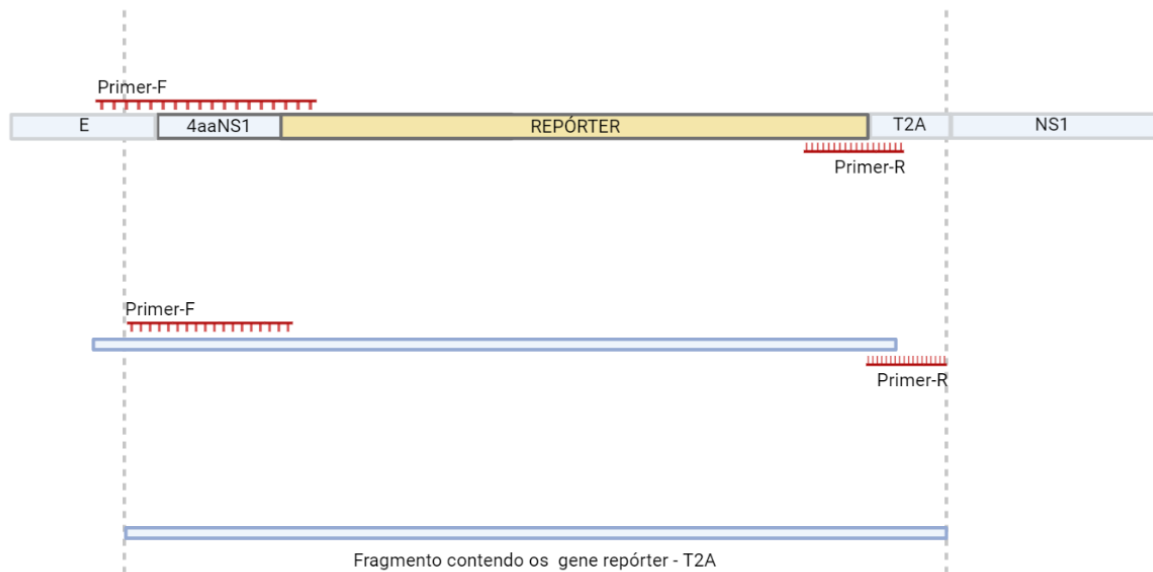 Primer-F
E
4aaNS1
REPÓRTER
T2A
NS1
Primer-R
Primer-F
Primer-R
Fragmento contendo os gene repórter - T2A